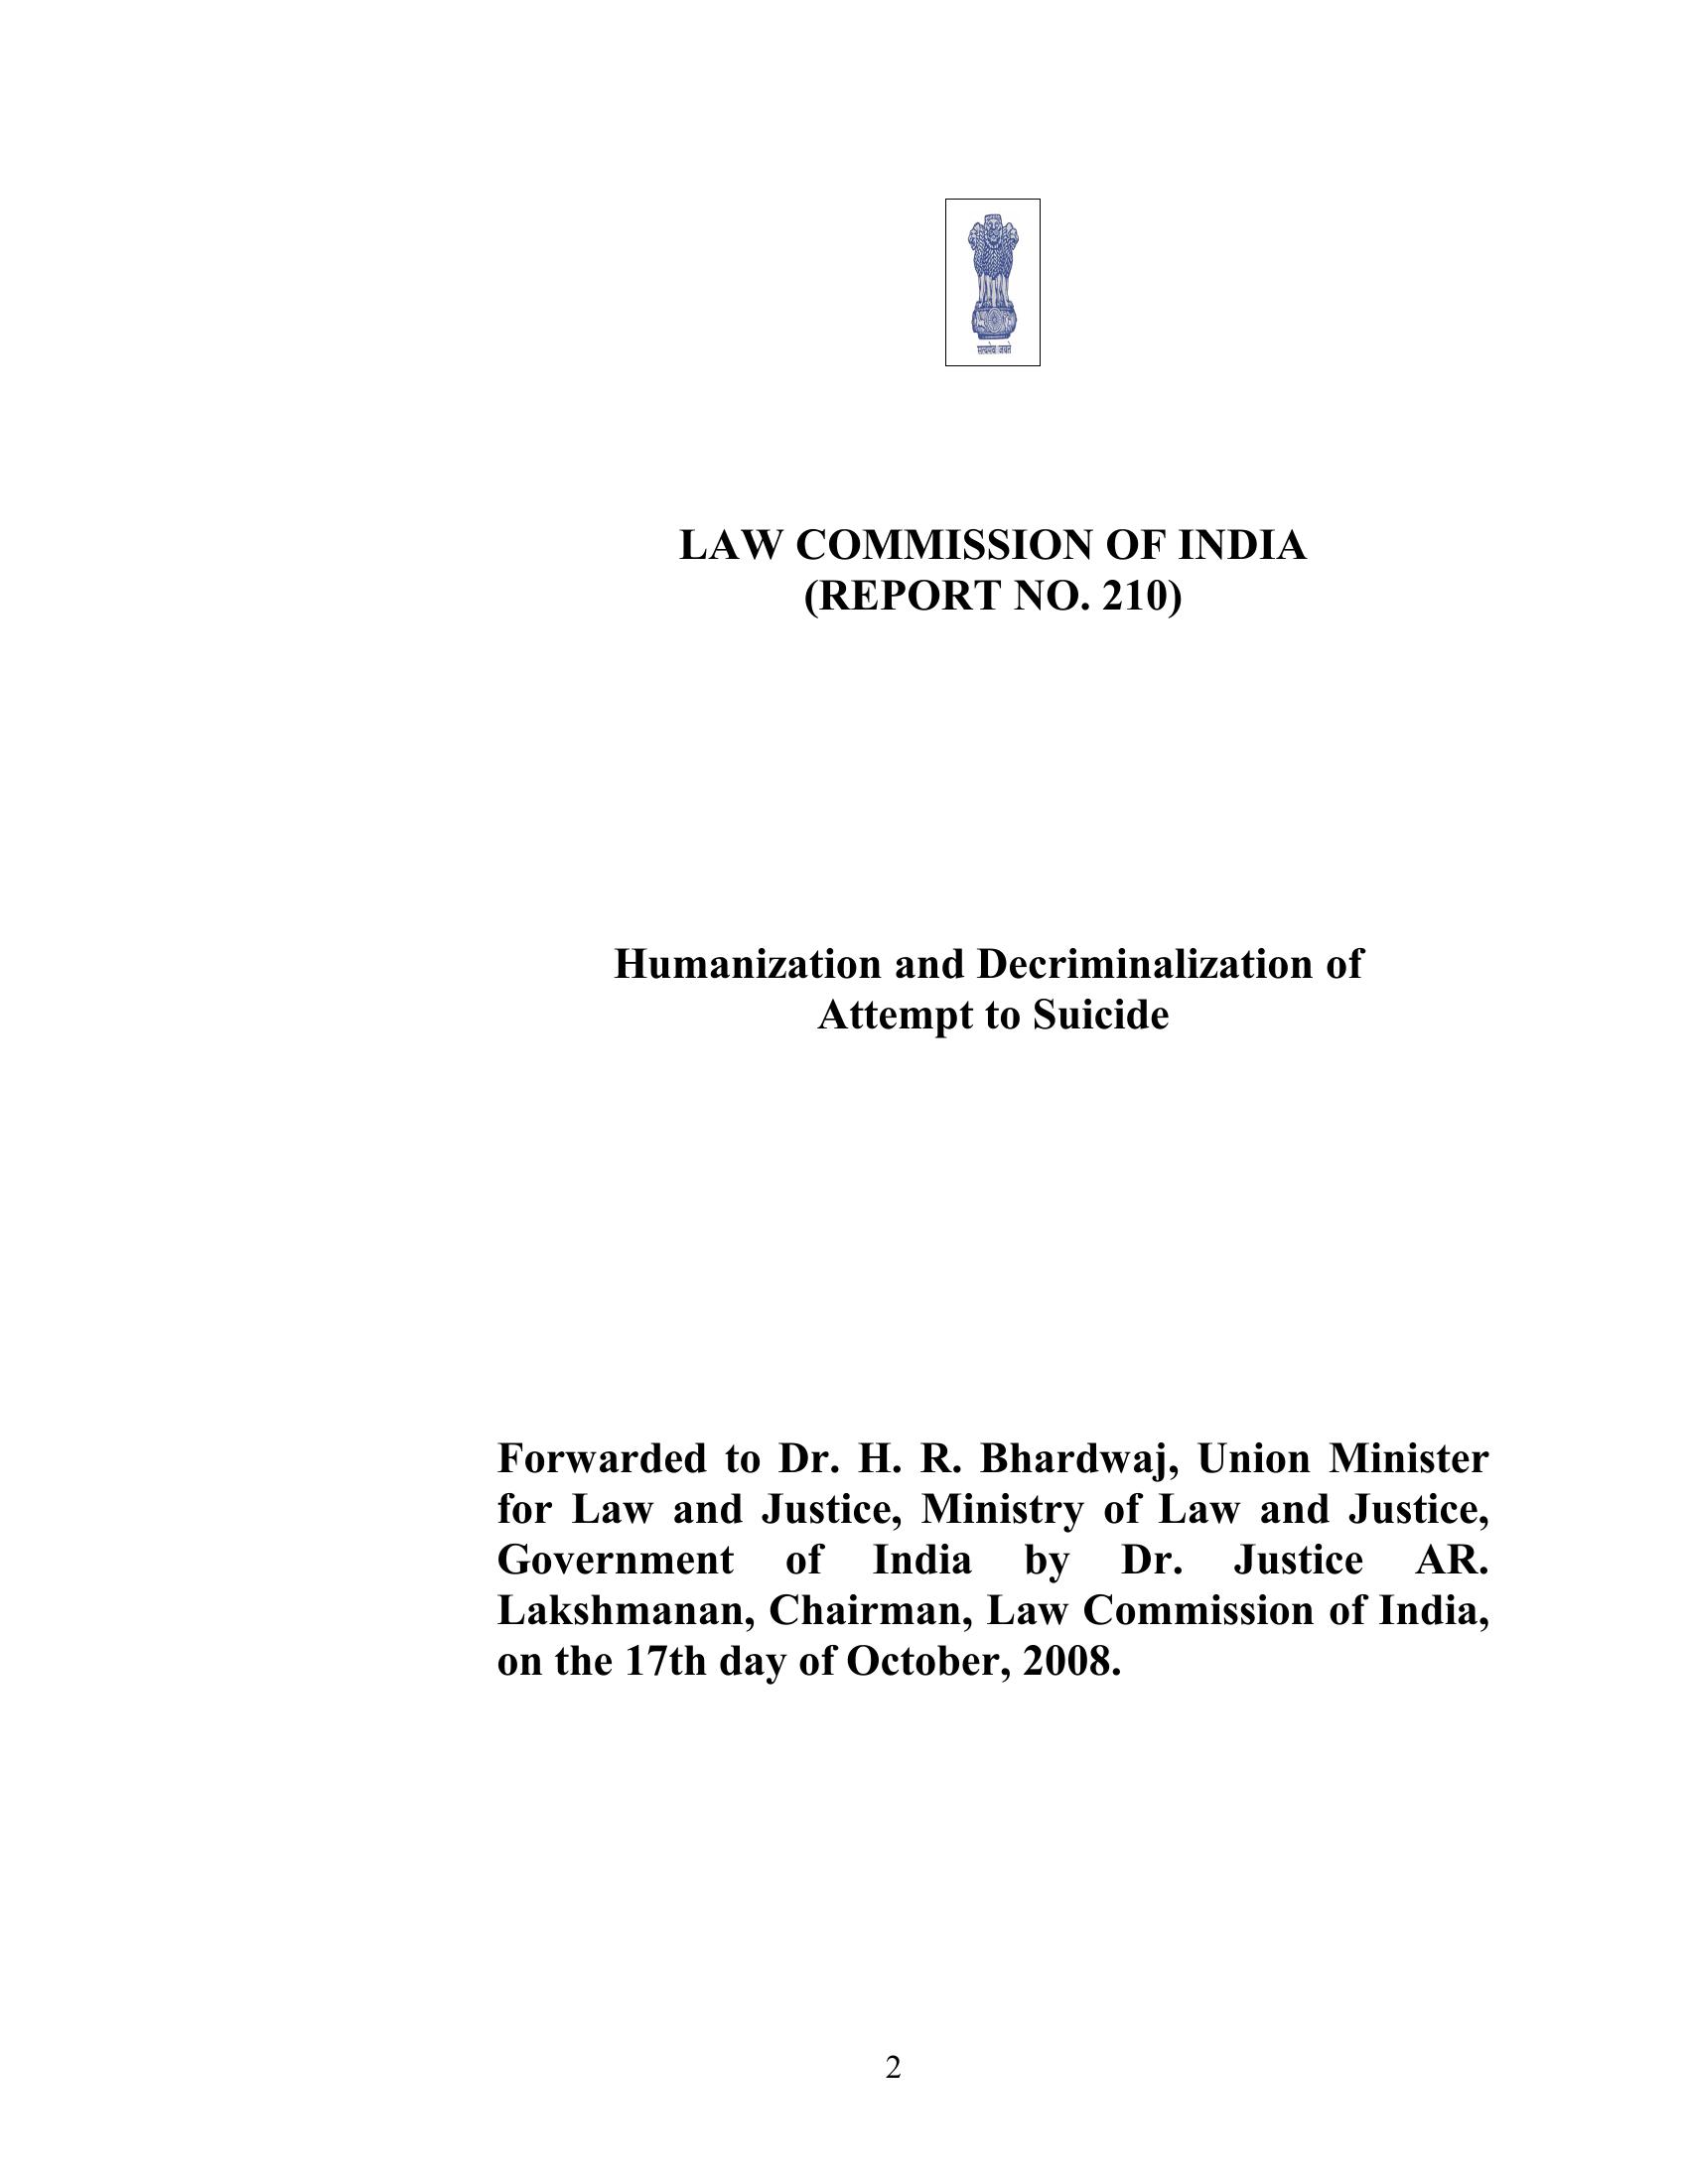 सत्यमेव जयते
LAW COMMISSION OF INDIA
(REPORT NO. 210)
Humanization and Decriminalization of
Attempt to Suicide
Forwarded to Dr. H. R. Bhardwaj, Union Minister
for Law and Justice, Ministry of Law and Justice,
Government of India by Dr. Justice AR.
Lakshmanan, Chairman, Law Commission of India,
on the 17th day of October, 2008.
2